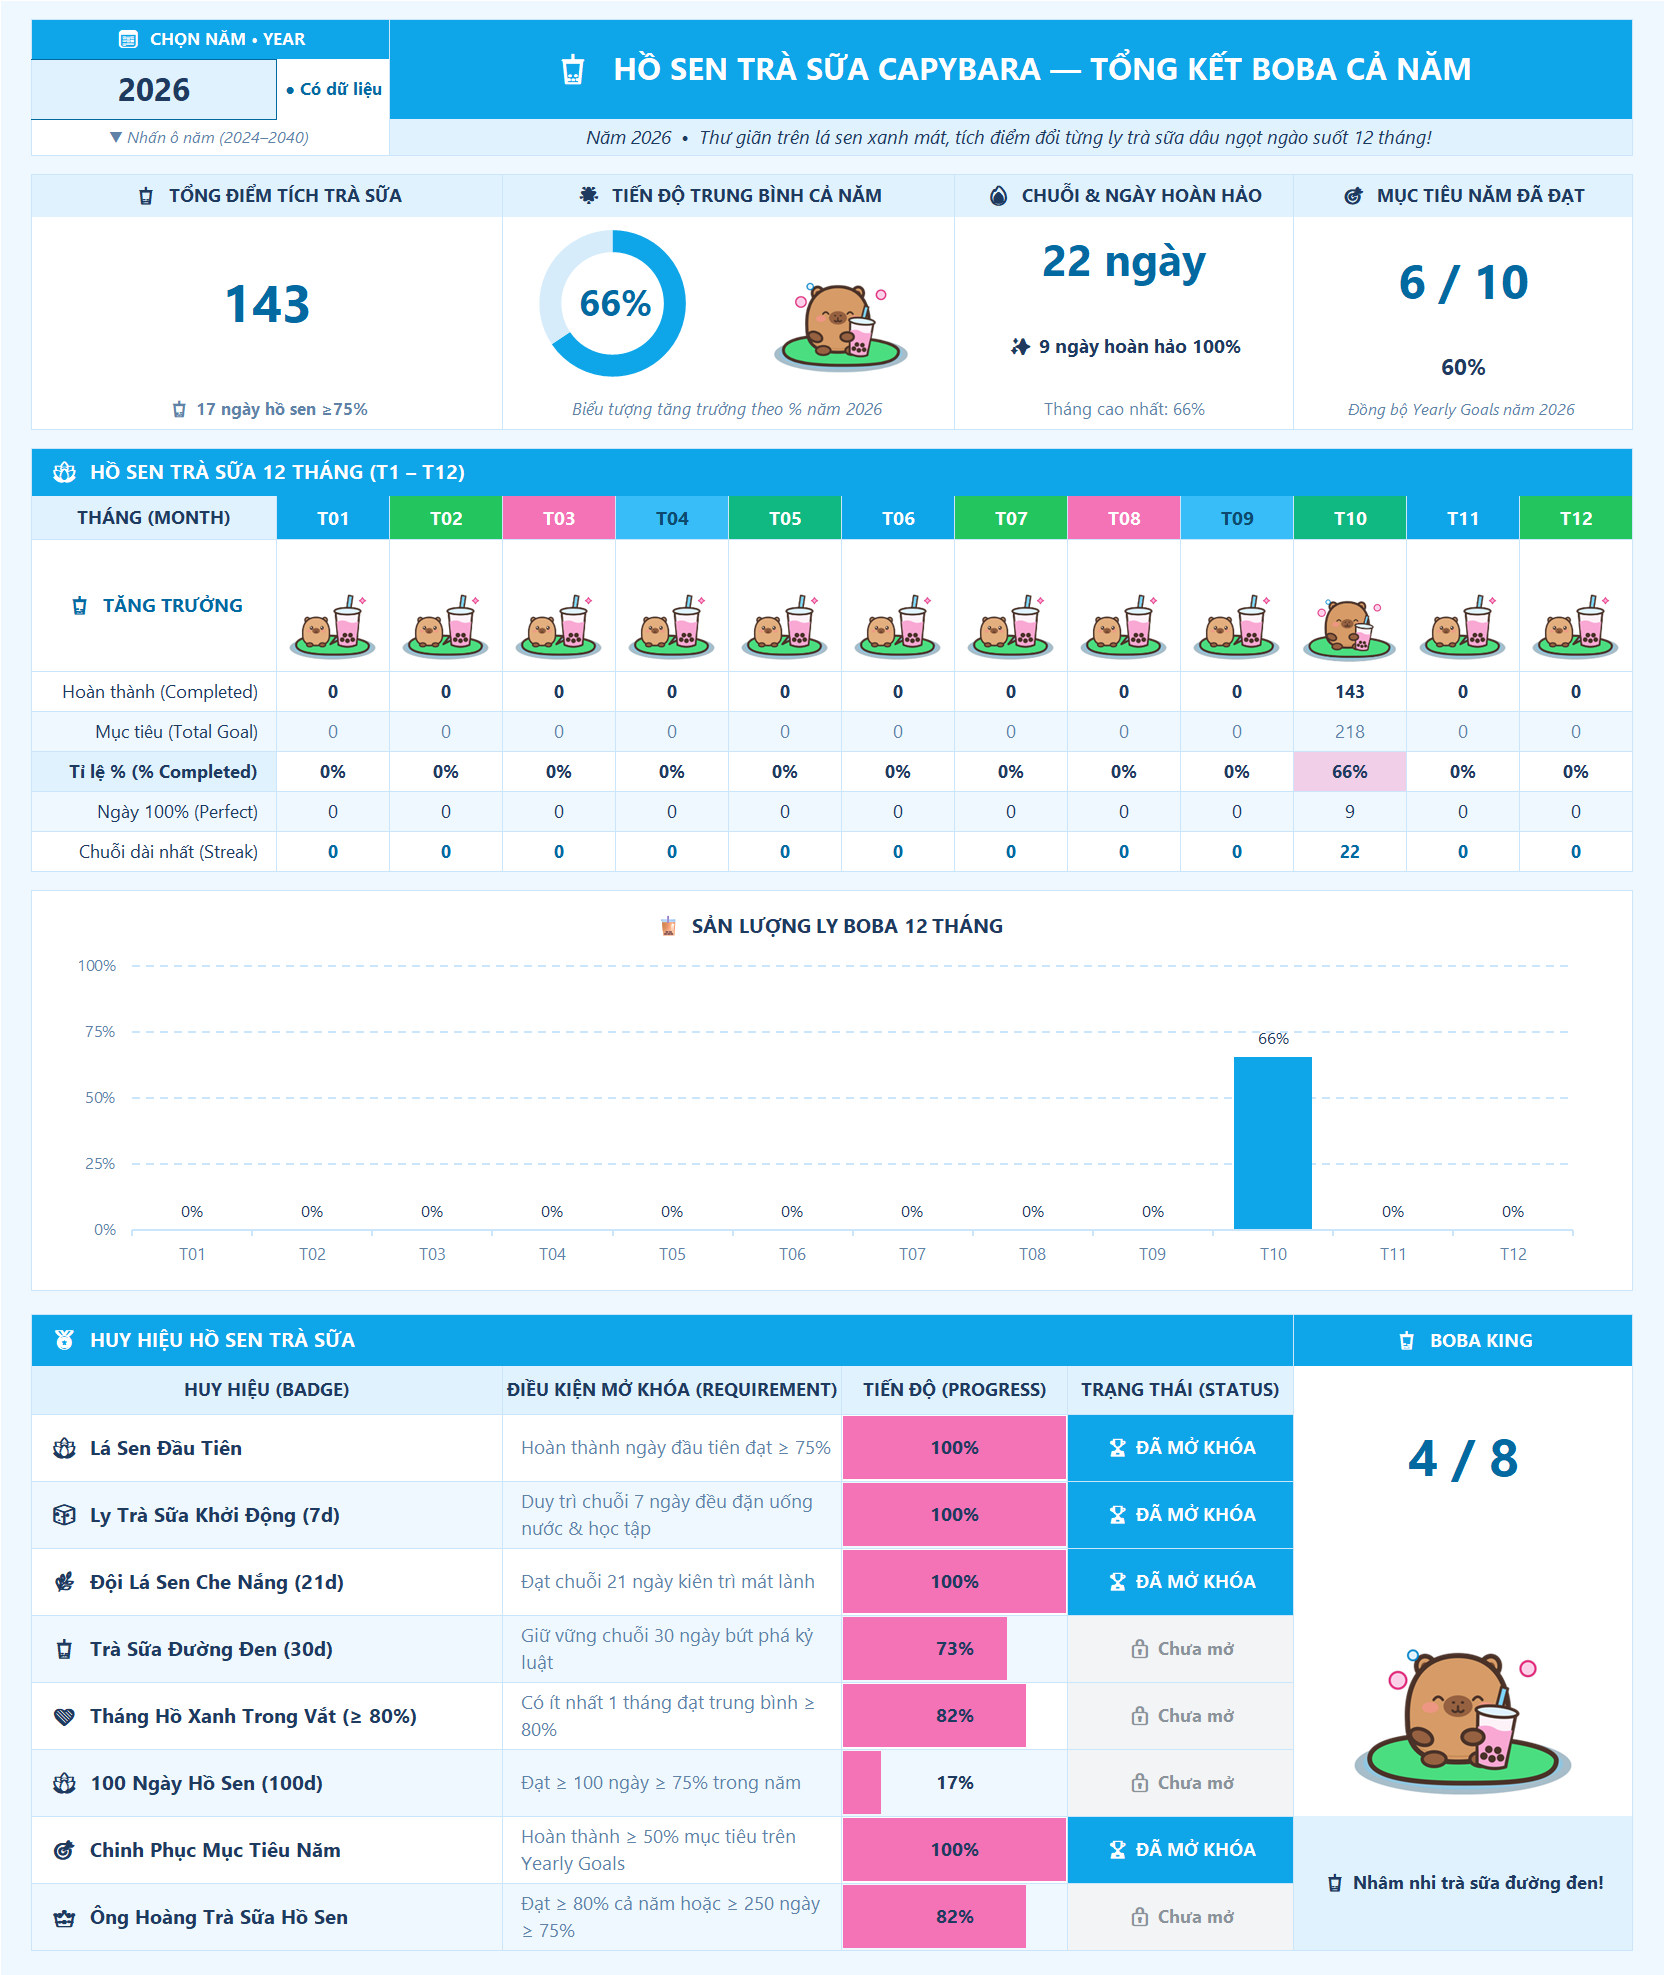 CHỌN NĂM • YEAR
2026
• Có dữ liệu
▼ Nhấn ô năm (2024–2040)
HỒ SEN TRÀ SỮA CAPYBARA — TỔNG KẾT BOBA CẢ NĂM
Năm 2026 • Thư giãn trên lá sen xanh mát, tích điểm đổi từng ly trà sữa dâu ngọt ngào suốt 12 tháng!
TỔNG ĐIỂM TÍCH TRÀ SỮA
143
17 ngày hồ sen ≥75%
TIẾN ĐỘ TRUNG BÌNH CẢ NĂM
66%
Biểu tượng tăng trưởng theo % năm 2026
CHUỖI & NGÀY HOÀN HẢO
22 ngày
9 ngày hoàn hảo 100%
Tháng cao nhất: 66%
MỤC TIÊU NĂM ĐÃ ĐẠT
6 / 10
60%
Đồng bộ Yearly Goals năm 2026
HỒ SEN TRÀ SỮA 12 THÁNG (T1 – T12)
THÁNG (MONTH) T01 T02 T03 T04 T05 T06 T07 T08 T09 T10 T11 T12
TĂNG TRƯỞNG
Hoàn thành (Completed) 0 0 0 0 0 0 0 0 0 143 0 0
Mục tiêu (Total Goal) 0 0 0 0 0 0 0 0 0 218 0 0
Tỉ lệ % (% Completed) 0% 0% 0% 0% 0% 0% 0% 0% 0% 66% 0% 0%
Ngày 100% (Perfect) 0 0 0 0 0 0 0 0 0 9 0 0
Chuỗi dài nhất (Streak) 0 0 0 0 0 0 0 0 0 22 0 0
SẢN LƯỢNG LY BOBA 12 THÁNG
100%
75%
66%
50%
25%
0% 0% 0% 0% 0% 0% 0% 0% 0% 0% 0%
0%
T01 T02 T03 T04 T05 T06 T07 T08 T09 T10 T11 T12
HUY HIỆU HỒ SEN TRÀ SỮA
HUY HIỆU (BADGE) ĐIỀU KIỆN MỞ KHÓA (REQUIREMENT) TIẾN ĐỘ (PROGRESS) TRẠNG THÁI (STATUS)
Lá Sen Đầu Tiên
Hoàn thành ngày đầu tiên đạt ≥ 75%
100%
ĐÃ MỞ KHÓA
Ly Trà Sữa Khởi Động (7d)
Duy trì chuỗi 7 ngày đều đặn uống
nước & học tập
100%
ĐÃ MỞ KHÓA
Đội Lá Sen Che Nắng (21d)
Đạt chuỗi 21 ngày kiên trì mát lành
100%
ĐÃ MỞ KHÓA
Trà Sữa Đường Đen (30d)
Giữ vững chuỗi 30 ngày bứt phá kỷ
luật
73%
Chưa mở
Tháng Hồ Xanh Trong Vắt (≥ 80%)
Có ít nhất 1 tháng đạt trung bình ≥
80%
82%
Chưa mở
100 Ngày Hồ Sen (100d)
Đạt ≥ 100 ngày ≥ 75% trong năm
17%
Chưa mở
Chinh Phục Mục Tiêu Năm
Hoàn thành ≥ 50% mục tiêu trên
Yearly Goals
100%
ĐÃ MỞ KHÓA
Ông Hoàng Trà Sữa Hồ Sen
Đạt ≥ 80% cả năm hoặc ≥ 250 ngày
≥ 75%
82%
Chưa mở
BOBA KING
4 / 8
Nhâm nhi trà sữa đường đen!